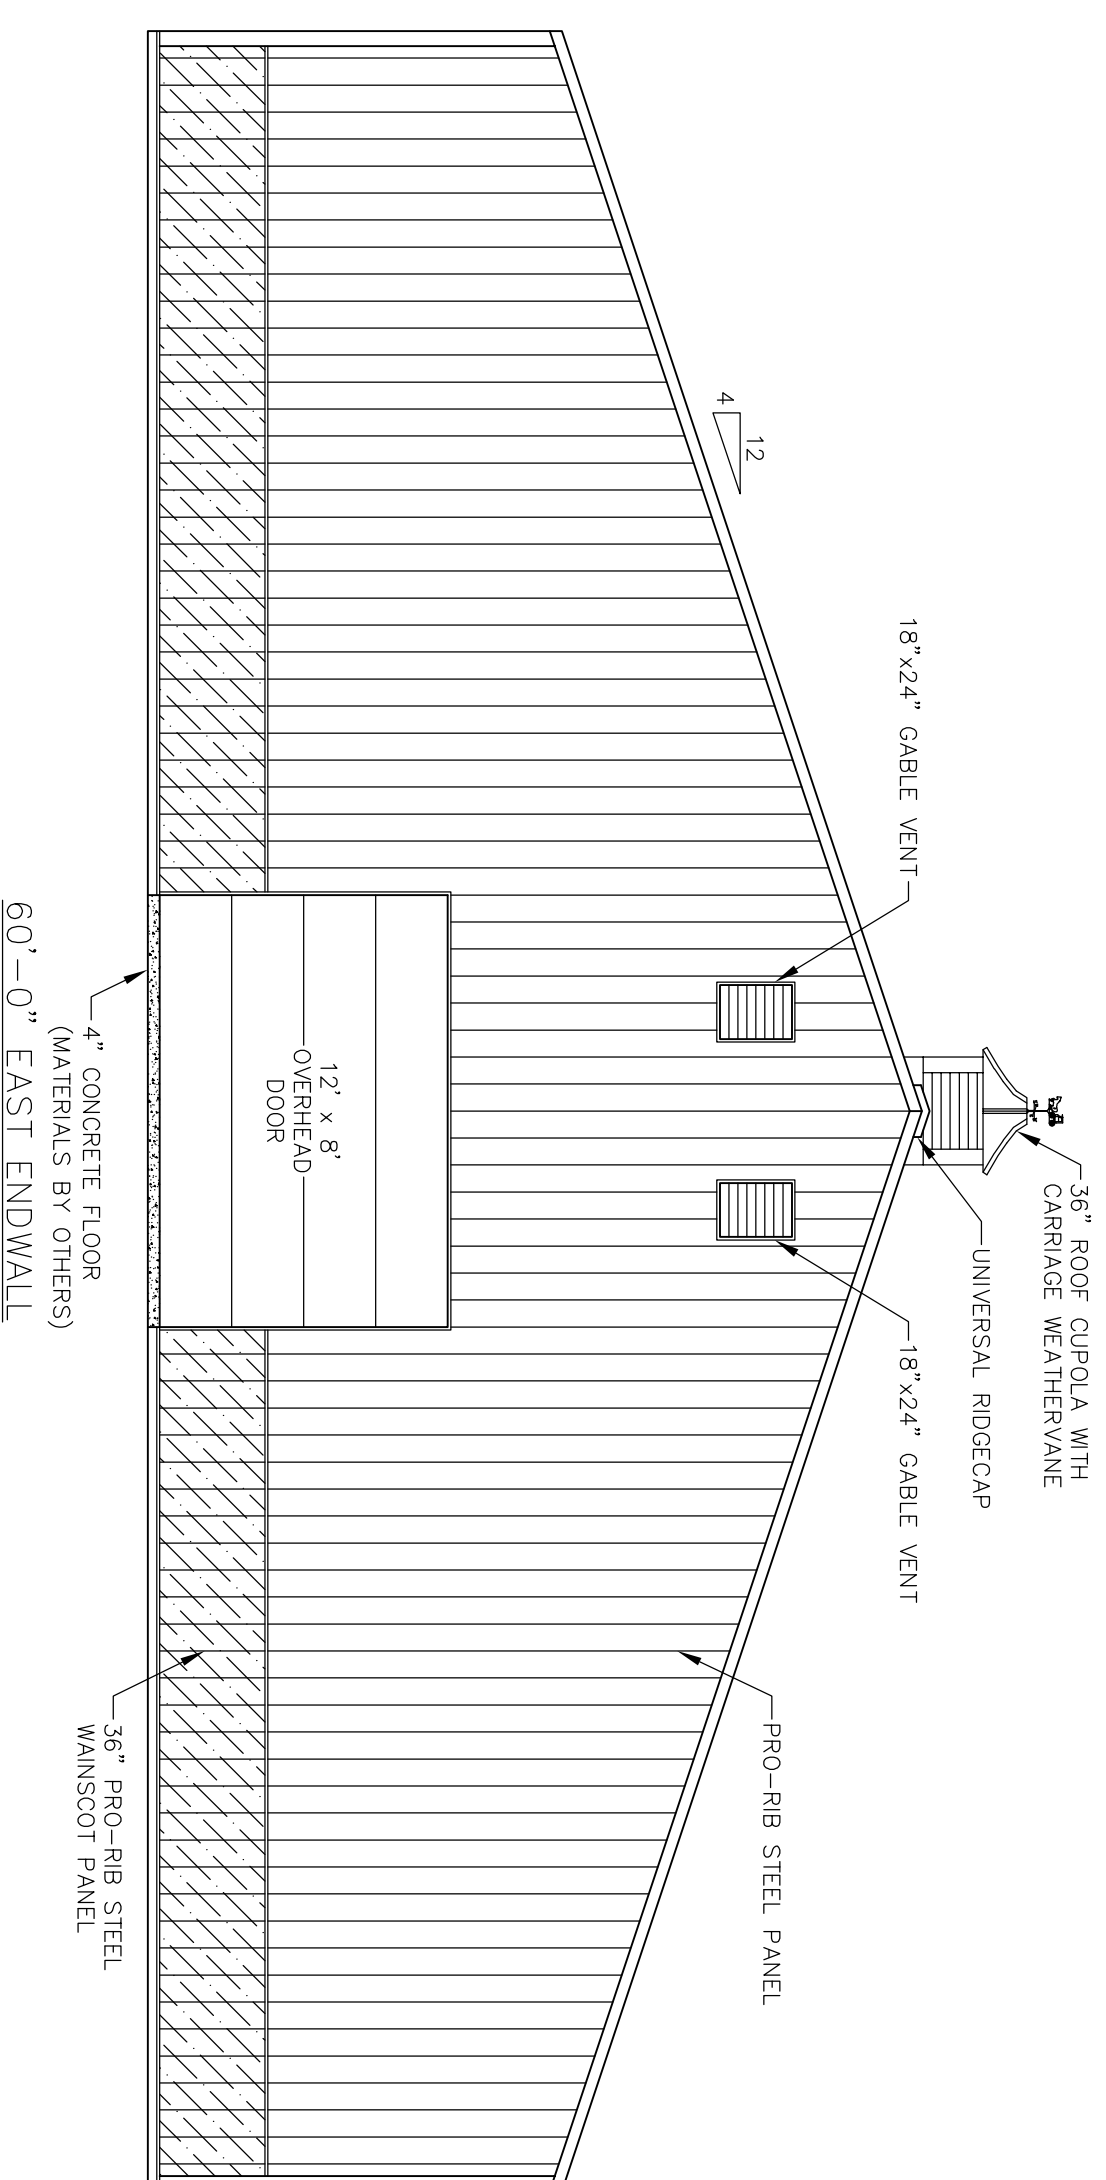 36" ROOF CUPOLA WITH
CARRIAGE WEATHERVANE
UNIVERSAL RIDGECAP
18"x24" GABLE VENT
18"x24" GABLE VENT
12
4
PRO-RIB STEEL PANEL
12' x 8'
OVERHEAD
DOOR
36" PRO-RIB STEEL
WAINSCOT PANEL
4" CONCRETE FLOOR
(MATERIALS BY OTHERS)
60'-0" EAST ENDWALL